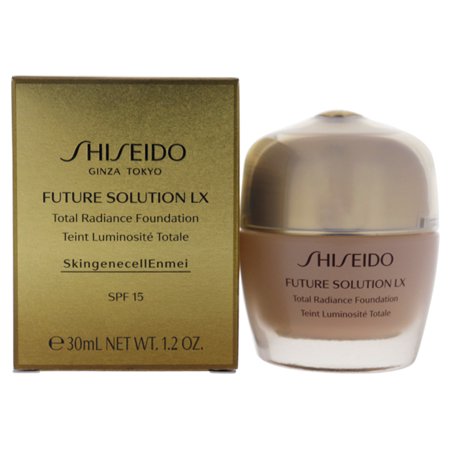 SHISEIDO
GINZA TOKYO
FUTURE SOLUTION LX
Total Radiance Foundation
Teint Luminosité Totale
SkingenecellEnmei
SPF 15
℮30mL NET WT. 1.2 OZ.
SHISEIDO
FUTURE SOLUTION LX
Total Radiance Foundation
Teint Luminosité Totale